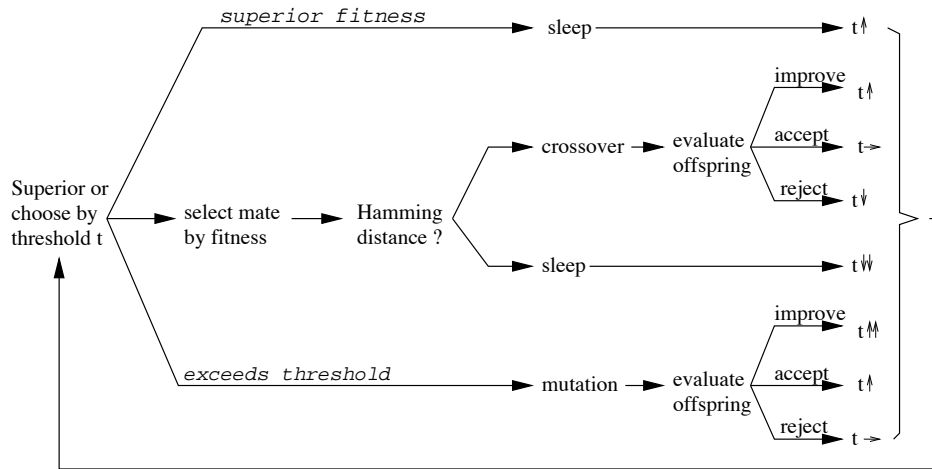 superior fitness
sleep
t↑
improve
t↑
crossover
evaluate
offspring
accept
t→
reject
t↓
Superior or
choose by
threshold t
select mate
by fitness
Hamming
distance ?
sleep
t↓↓
improve
t↑↑
exceeds threshold
mutation
evaluate
offspring
accept
t↑
reject
t→